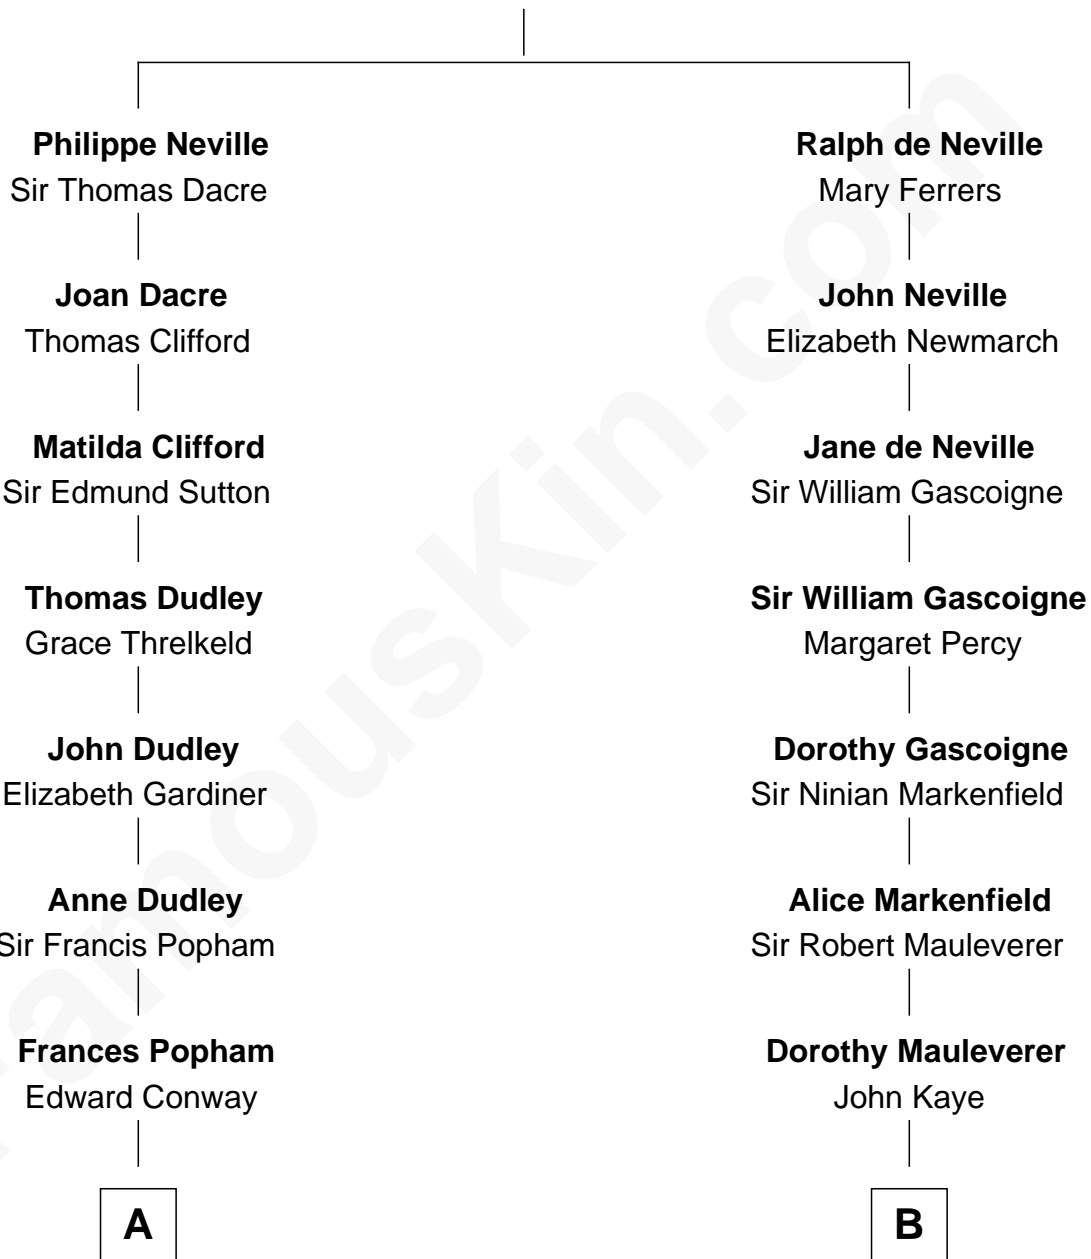 Philippe Neville
Sir Thomas Dacre
Joan Dacre
Thomas Clifford
Matilda Clifford
Sir Edmund Sutton
Thomas Dudley
Grace Threlkeld
John Dudley
Elizabeth Gardiner
Anne Dudley
Sir Francis Popham
Frances Popham
Edward Conway
A
Ralph de Neville
Mary Ferrers
John Neville
Elizabeth Newmarch
Jane de Neville
Sir William Gascoigne
Sir William Gascoigne
Margaret Percy
Dorothy Gascoigne
Sir Ninian Markenfield
Alice Markenfield
Sir Robert Mauleverer
Dorothy Mauleverer
John Kaye
B
FamousKin.com